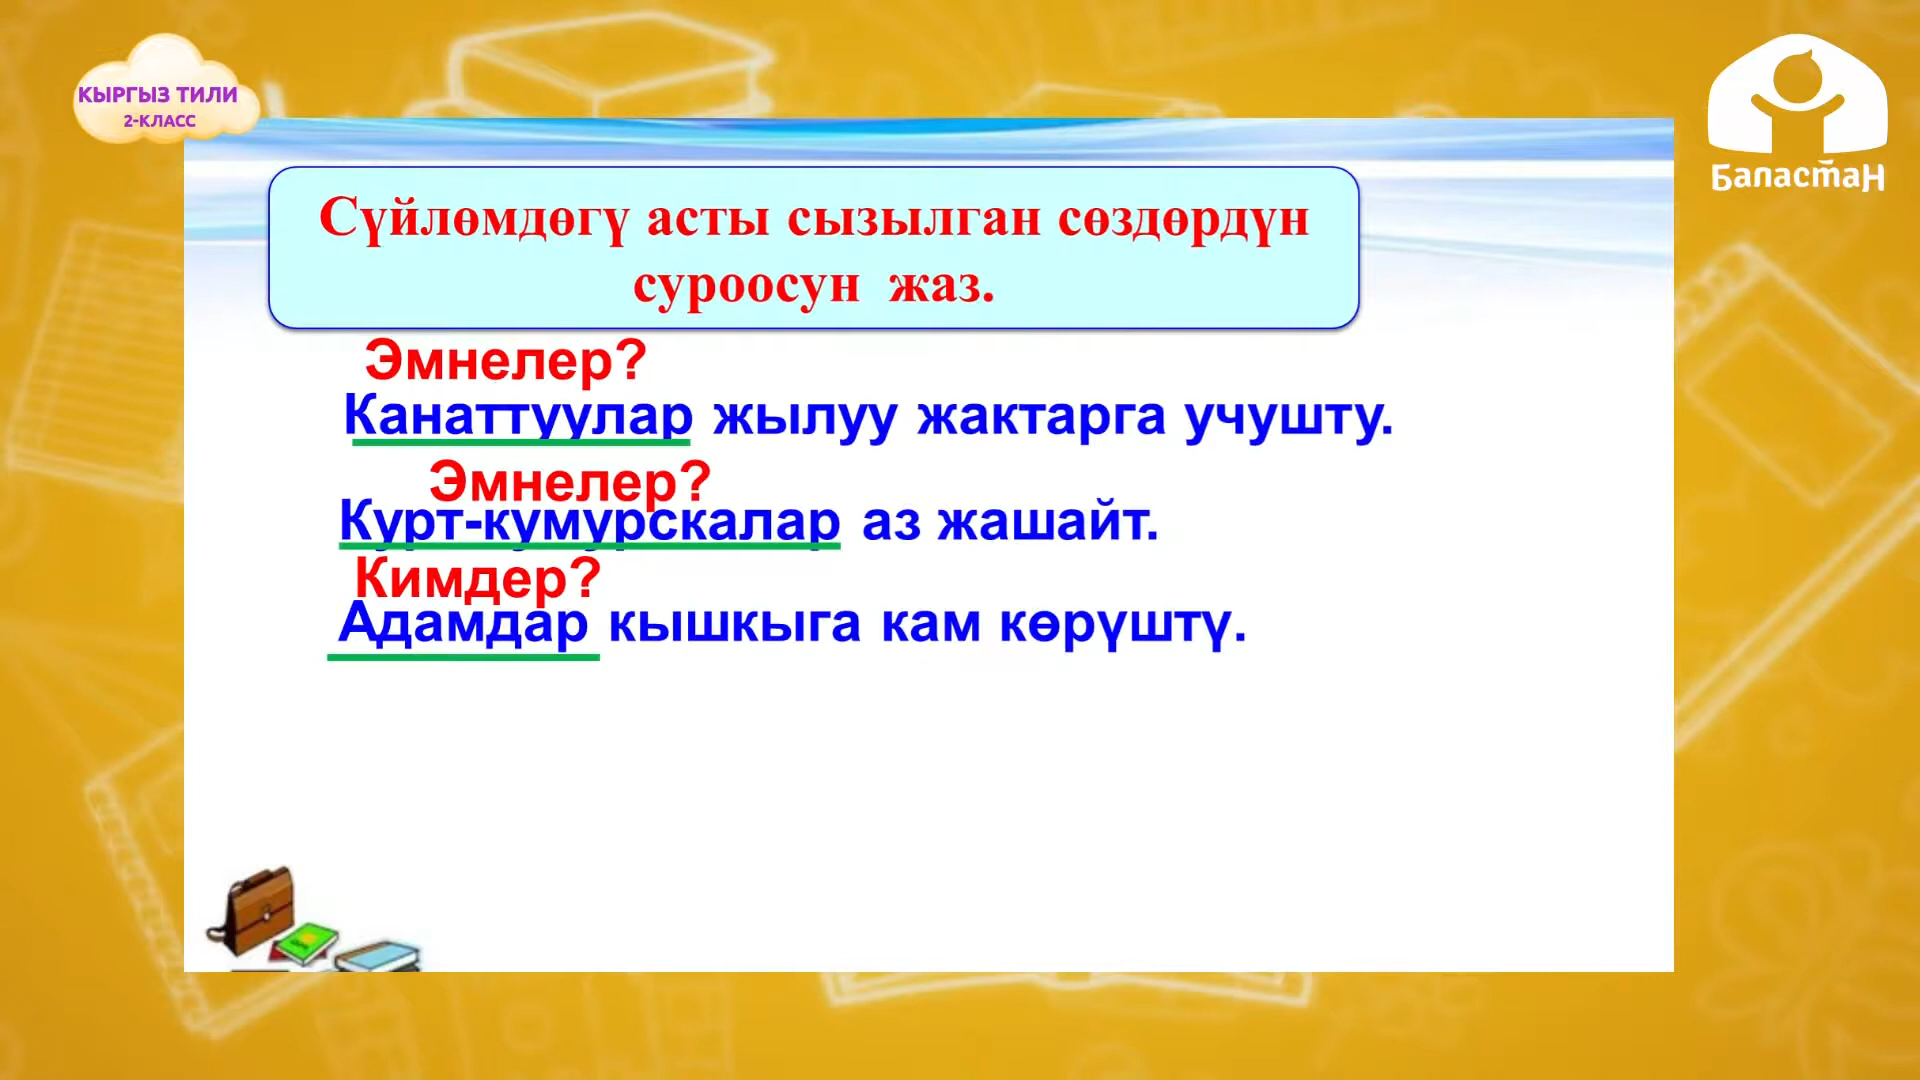 КЫРГЫЗ ТИЛИ
2-КЛАСС
Баластан
Сүйлөмдөгү асты сызылган сөздөрдүн
суроосун жаз.
Эмнелер?
Канаттуулар жылуу жактарга учушту.
Эмнелер?
Курт-кумурскалар аз жашайт.
Кимдер?
Адамдар кышкыга кам көрүштү.